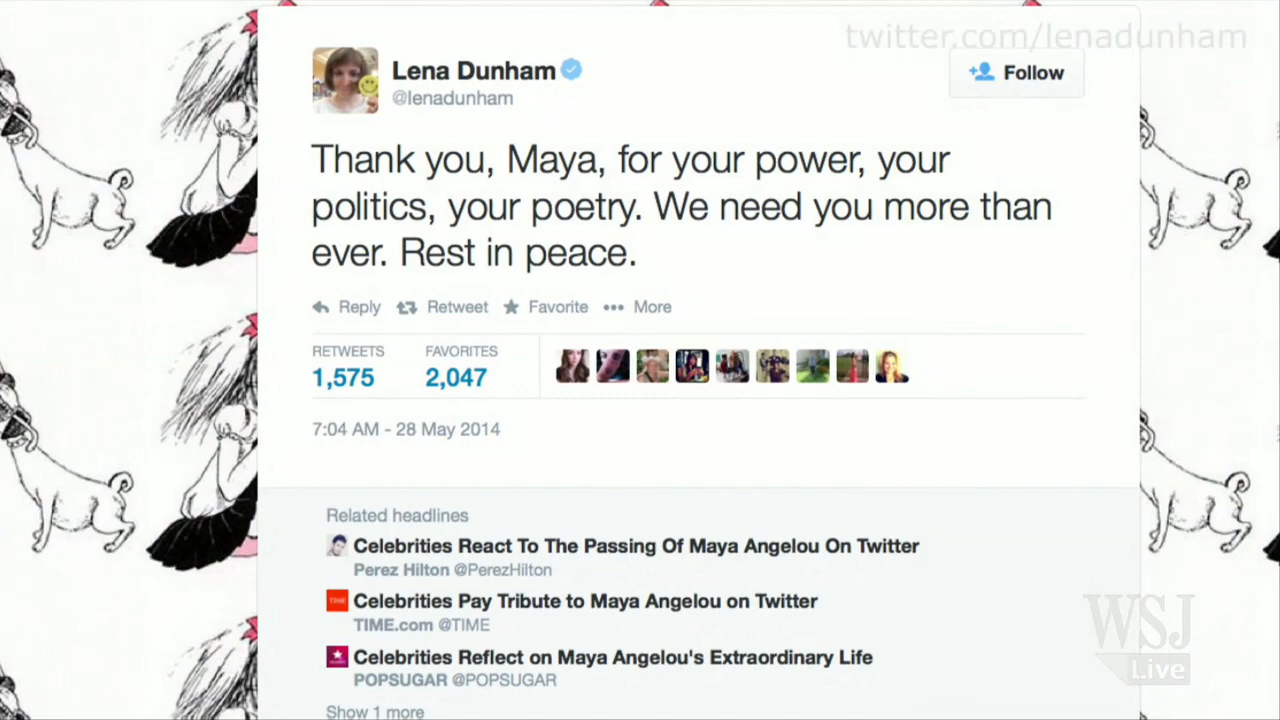 twitter.com/lenadunham
Lena Dunham
@lenadunham
Follow
Thank you, Maya, for your power, your
politics, your poetry. We need you more than
ever. Rest in peace.
Reply Retweet Favorite More
RETWEETS FAVORITES
1,575 2,047
7:04 AM - 28 May 2014
Related headlines
Celebrities React To The Passing Of Maya Angelou On Twitter
Perez Hilton @PerezHilton
TIME
Celebrities Pay Tribute to Maya Angelou on Twitter
TIME.com @TIME
Celebrities Reflect on Maya Angelou's Extraordinary Life
POPSUGAR @POPSUGAR
Show 1 more
WSJ
Live